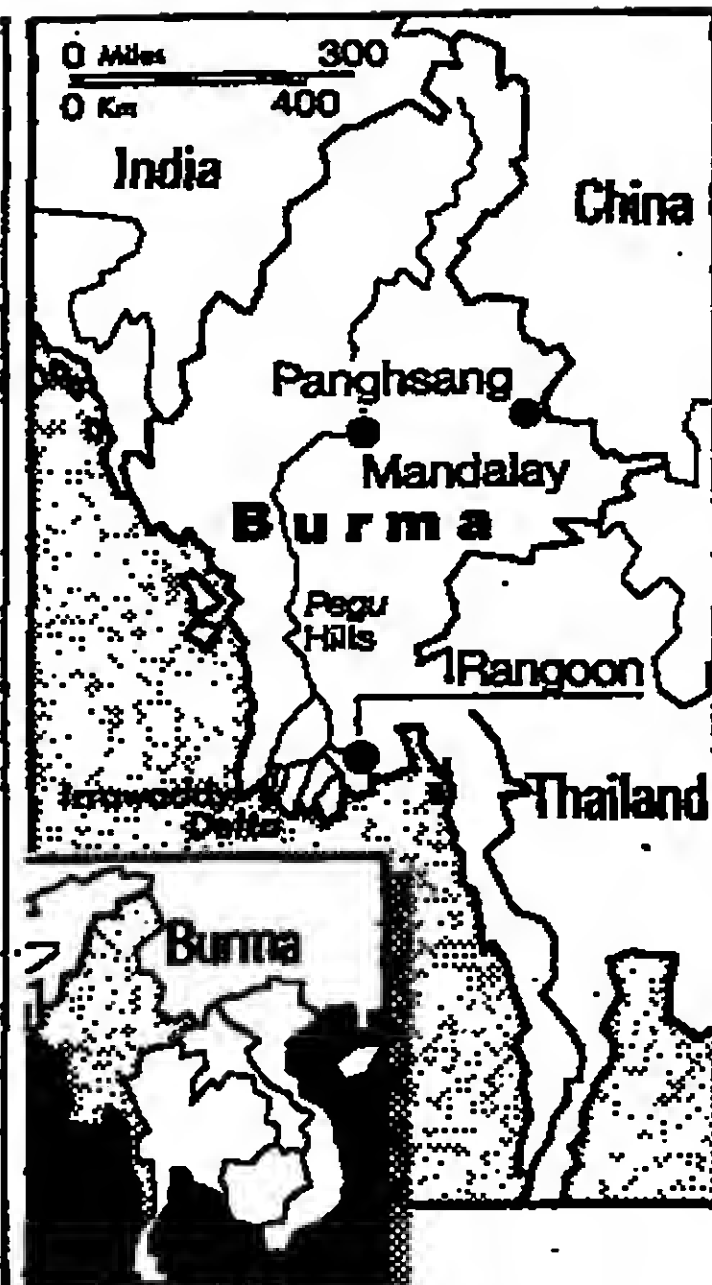 0 Miles 300
0 Km 400
India
China
Panghsang
Mandalay
Burma
Pegu
Hills
Rangoon
Irrawaddy
Delta
Thailand
Burma